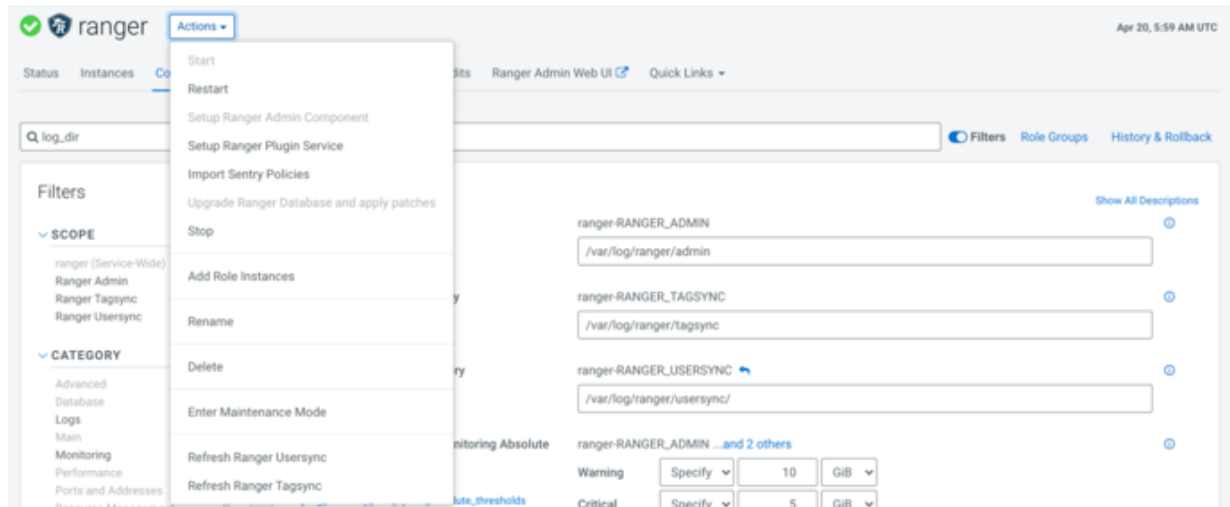 ranger
Actions
Apr 20, 5:59 AM UTC
Status Instances Co dits Ranger Admin Web UI Quick Links
Start
Restart
Setup Ranger Admin Component
Setup Ranger Plugin Service
Import Sentry Policies
Upgrade Ranger Database and apply patches
Stop
Add Role Instances
Rename
Delete
Enter Maintenance Mode
Refresh Ranger Usersync
Refresh Ranger Tagsync
log_dir
Filters Role Groups History & Rollback
Filters
SCOPE
ranger (Service-Wide)
Ranger Admin
Ranger Tagsync
Ranger Usersync
CATEGORY
Advanced
Database
Logs
Main
Monitoring
Performance
Ports and Addresses
Resource Management
Show All Descriptions
ranger-RANGER_ADMIN
/var/log/ranger/admin
y ranger-RANGER_TAGSYNC
/var/log/ranger/tagsync
ry ranger-RANGER_USERSYNC
/var/log/ranger/usersync/
nitoring Absolute ranger-RANGER_ADMIN ...and 2 others
Warning Specify 10 GiB
lute_thresholds Critical Specify 5 GiB